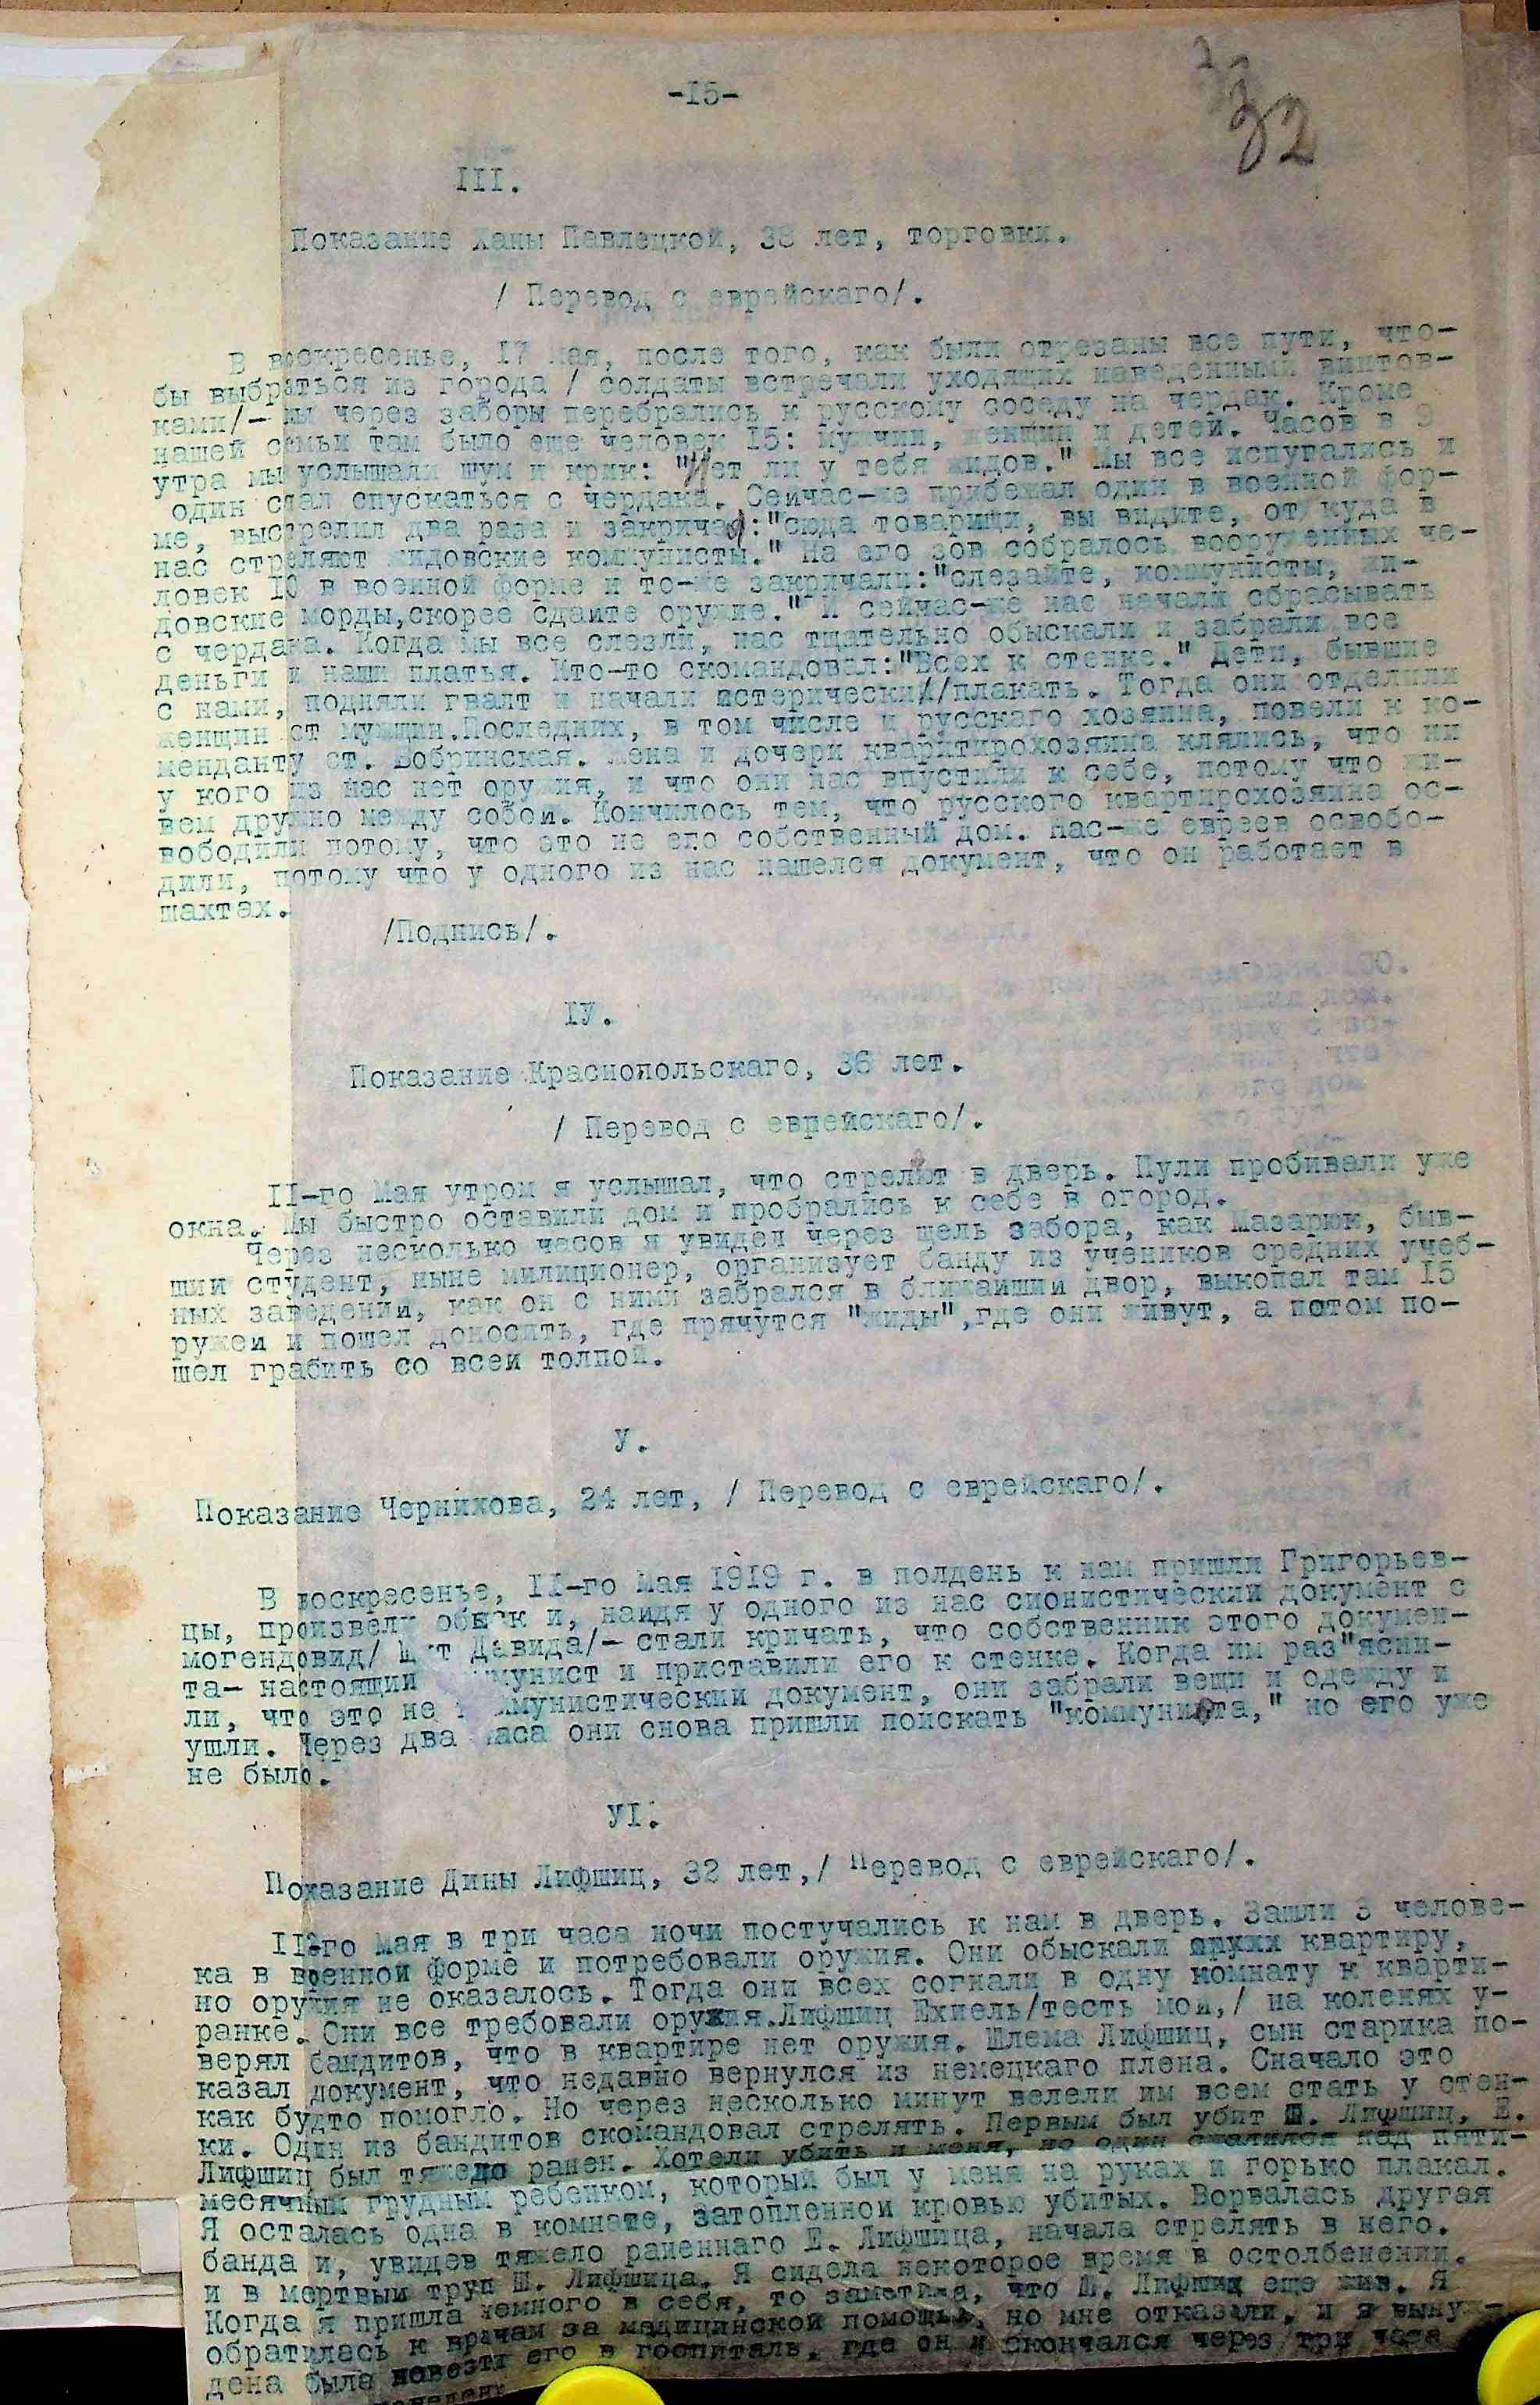 -15-
32
III.
Показание Ханы Павлецкой, 38 лет, торговки.
/ Перевод с еврейскаго/.
В воскресенье, 17 мая, после того, как были отрезаны все пути, что-
бы выбраться из города / солдаты встречали уходящих наведенными винтов-
ками/- мы через заборы перебрались к русскому соседу на чердак. Кроме
нашей семьи там было еще человек 15: мужчин, женщин и детей. Часов в 9
утра мы услышали шум и крик: "Нет ли у тебя жидов." Мы все испугались и
один стал спускаться с чердака. Сейчас-же прибежал один в военной фор-
ме, выстрелил два раза и закричал:"сюда товарищи, вы видите, от куда в
нас стреляют жидовские коммунисты." На его зов собралось вооруженных че-
ловек 10 в военной форме и то-же закричали:"слезайте, коммунисты, жи-
довские морды,скорее сдайте оружие." И сейчас-же нас начали сбрасывать
с чердака. Когда мы все слезли, нас тщательно обыскали и забрали все
деньги и наши платья. Кто-то скомандовал:"Всех к стенке." Дети, бывшие
с нами, подняли гвалт и начали истерически/плакать. Тогда они отделили
женщин от мужщин.Последних, в том числе и русскаго хозяина, повели к ко-
менданту ст. Бобринская. Жена и дочери кваритирохозяина клялись, что ни
у кого из нас нет оружия, и что они нас впустили к себе, потому что жи-
вем дружно между собой. Кончилось тем, что русского квартирохозяина ос-
вободили потому, что это не его собственный дом. Нас-же евреев освобо-
дили, потому что у одного из нас нашелся документ, что он работает в
шахтах.
/Подпись/.
IУ.
Показание Краснопольскаго, 36 лет.
/ Перевод с еврейскаго/.
II-го Мая утром я услышал, что стреляют в дверь. Пули пробивали уже
окна. Мы быстро оставили дом и пробрались к себе в огород.
Через несколько часов я увидел через щель забора, как Мазарюк, быв-
ший студент, ныне милиционер, организует банду из учеников средних учеб-
ных заведений, как он с ними забрался в ближайший двор, выкопал там 15
ружей и пошел доносить, где прячутся "жиды",где они живут, а потом по-
шел грабить со всей толпой.
У.
Показание Чернихова, 24 лет, / Перевод с еврейскаго/.
В воскресенье, II-го Мая 1919 г. в полдень к нам пришли Григорьев-
цы, произвели обыск и, найдя у одного из нас сионистический документ с
могендовид/ Щит Давида/- стали кричать, что собственник этого докумен-
та- настоящий коммунист и приставили его к стенке. Когда им раз"ясни-
ли, что это не коммунистический документ, они забрали вещи и одежду и
ушли. Через два часа они снова пришли поискать "коммуниста," но его уже
не было.
УI.
Показание Дины Лифшиц, 32 лет,/ Перевод с еврейскаго/.
го Мая в три часа ночи постучались к нам в дверь. Зашли 3 челове-
ка в военной форме и потребовали оружия. Они обыскали квартиру,
но оружия не оказалось. Тогда они всех согнали в одну комнату к кварти-
ранке. Они все требовали оружия.Лифшиц Ехиель/тесть мой,/ на коленях у-
верял бандитов, что в квартире нет оружия. Шлема Лифшиц, сын старика по-
казал документ, что недавно вернулся из немецкаго плена. Сначало это
как будто помогло. Но через несколько минут велели им всем стать у стен-
ки. Один из бандитов скомандовал стрелять. Первым был убит Ш. Лифшиц, Е.
Лифшиц был тяжело ранен. Хотели убить и меня, но один сжалился над пяти-
месячным грудным ребенком, который был у меня на руках и горько плакал.
Я осталась одна в комнате, затопленной кровью убитых. Ворвалась другая
банда и, увидев тяжело раненнаго Е. Лифшица, начала стрелять в него.
и в мертвый труп Ш. Лифшица. Я сидела некоторое время в остолбенении.
Когда я пришла немного в себя, то заметила, что Ш. Лифшиц еще жив. Я
обратилась к врачам за медицинской помощью, но мне отказали, и я выну-
дена была повезти его в госпиталь, где он и скончался через три часа